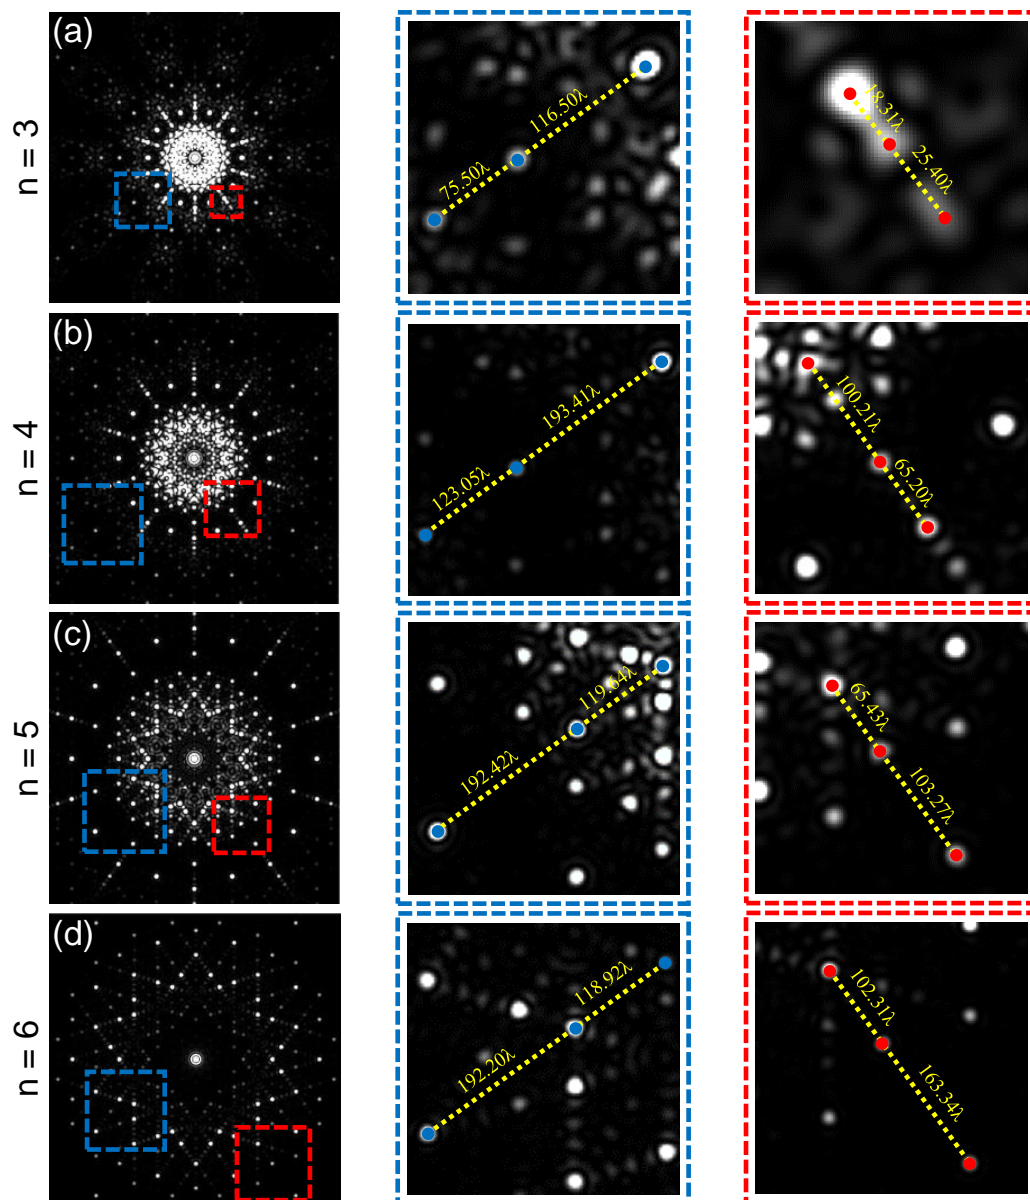 (a)
n = 3
116.50λ
75.50λ
18.31λ
25.40λ
(b)
n = 4
193.41λ
123.05λ
100.21λ
65.20λ
(c)
n = 5
119.64λ
192.42λ
65.43λ
103.27λ
(d)
n = 6
118.92λ
192.20λ
102.31λ
163.34λ